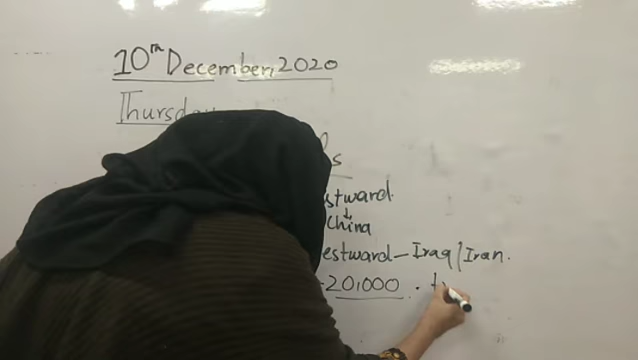 10th December, 2020
Thursday
stward
↓
China
estward – Iraq/Iran.
20,000 .